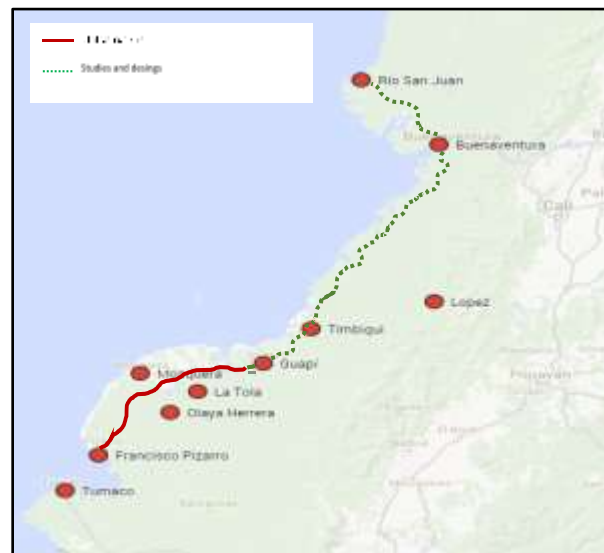 Studies and desings
Rio San Juan
Buenaventura
Cali
Lopez
Timbiqui
Guapi
Mosquera
La Tola
Olaya Herrera
Francisco Pizarro
Tumaco